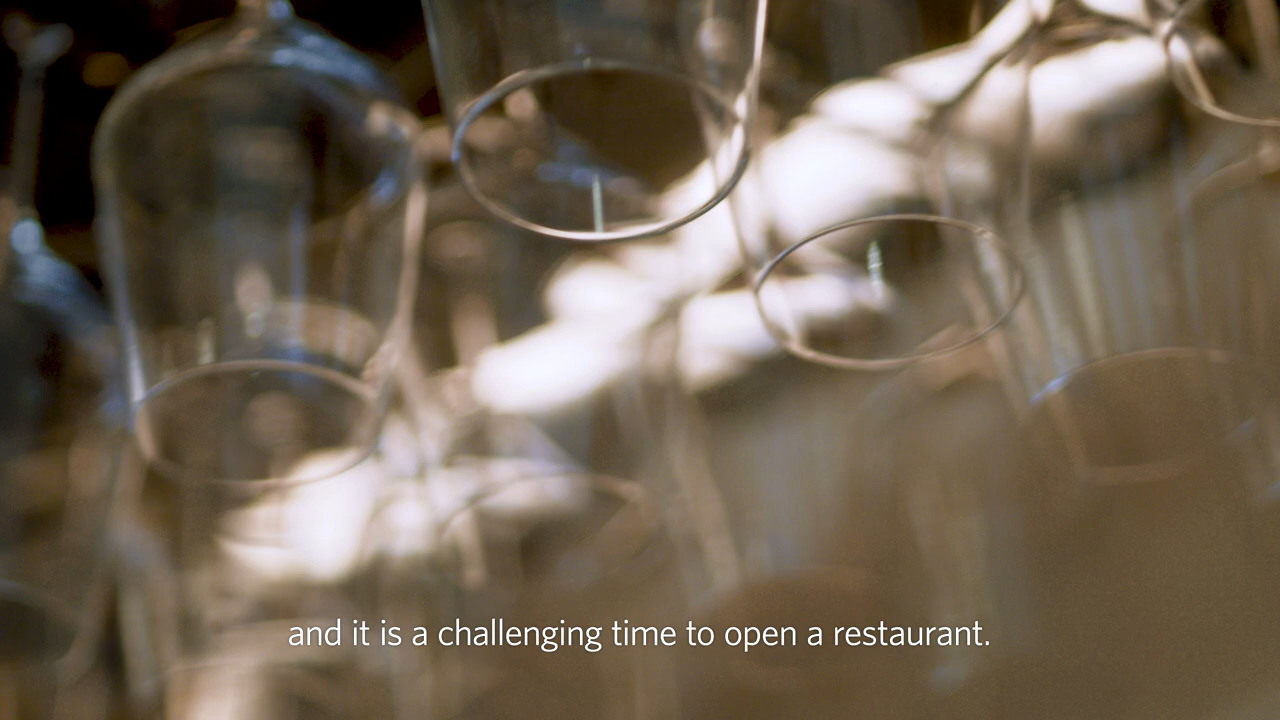 and it is a challenging time to open a restaurant.